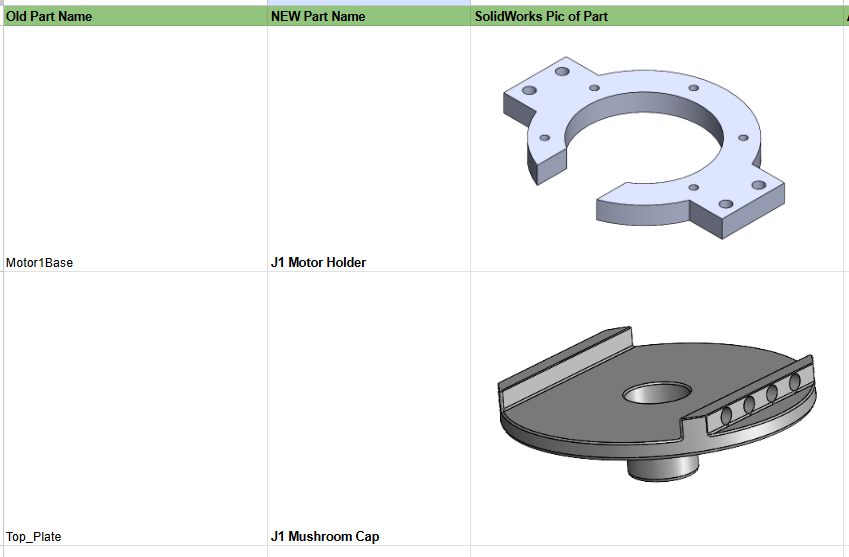 Old Part Name
NEW Part Name
SolidWorks Pic of Part
Motor1Base
J1 Motor Holder
Top_Plate
J1 Mushroom Cap